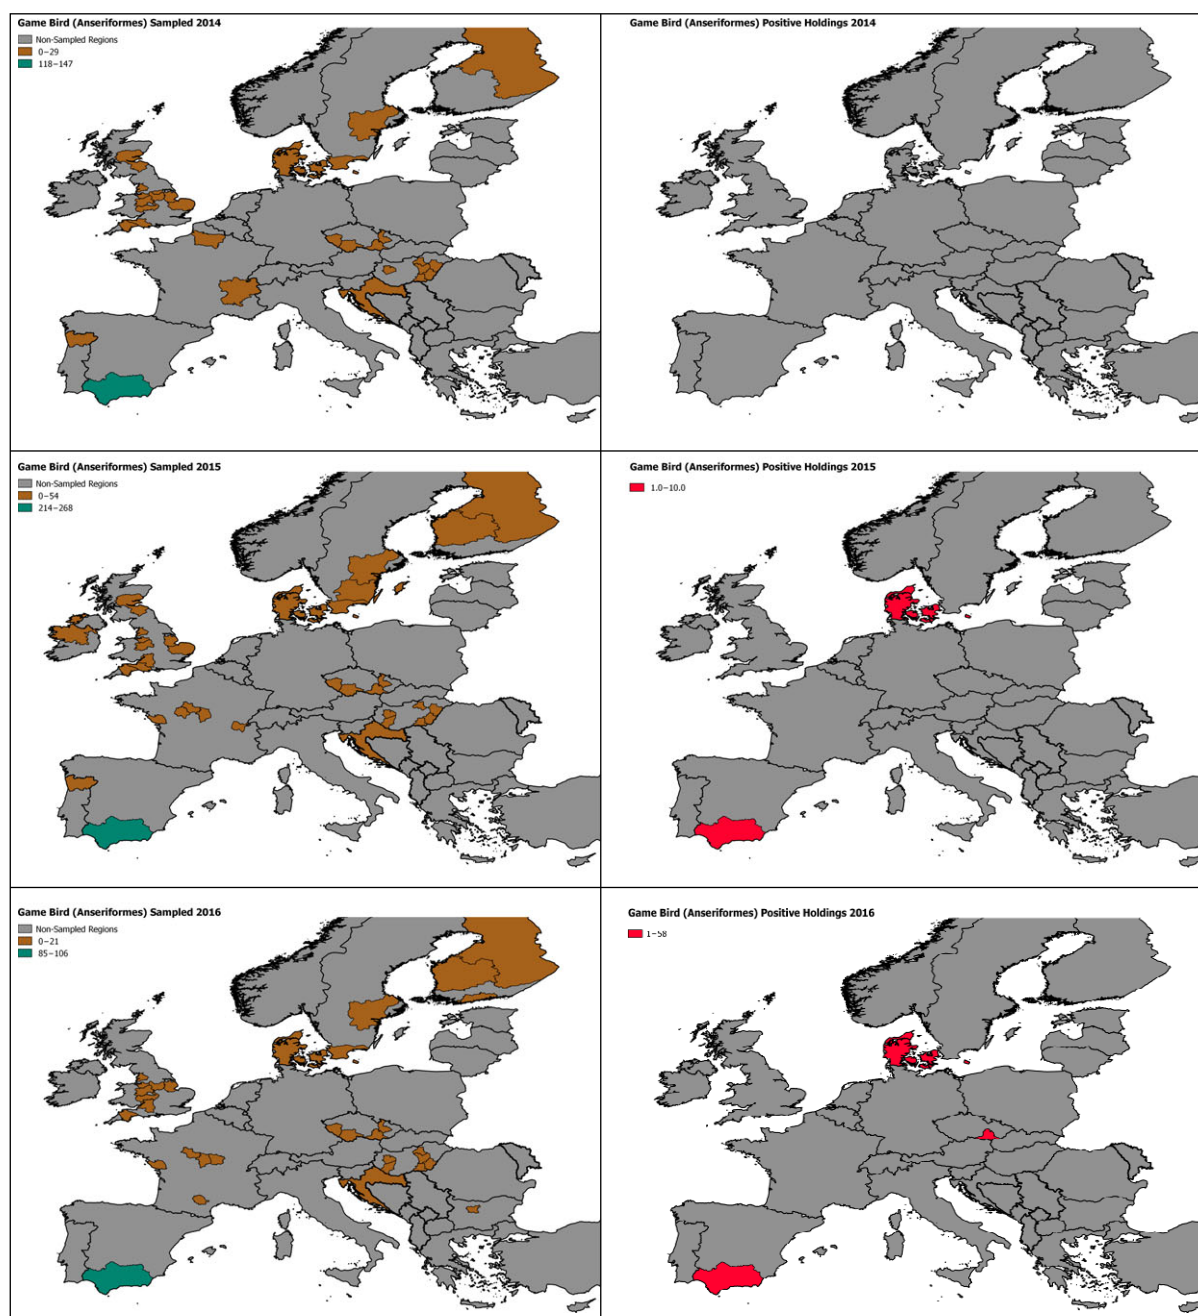 Game Bird (Anseriformes) Sampled 2014
Non-Sampled Regions
0–29
118–147
Game Bird (Anseriformes) Positive Holdings 2014
Game Bird (Anseriformes) Sampled 2015
Non-Sampled Regions
0–54
214–268
Game Bird (Anseriformes) Positive Holdings 2015
1.0–10.0
Game Bird (Anseriformes) Sampled 2016
Non-Sampled Regions
0–21
85–106
Game Bird (Anseriformes) Positive Holdings 2016
1–58